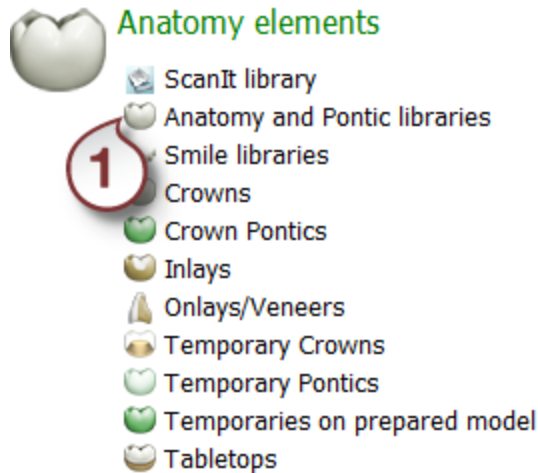 Anatomy elements
ScanIt library
Anatomy and Pontic libraries
1
Smile libraries
Crowns
Crown Pontics
Inlays
Onlays/Veneers
Temporary Crowns
Temporary Pontics
Temporaries on prepared model
Tabletops